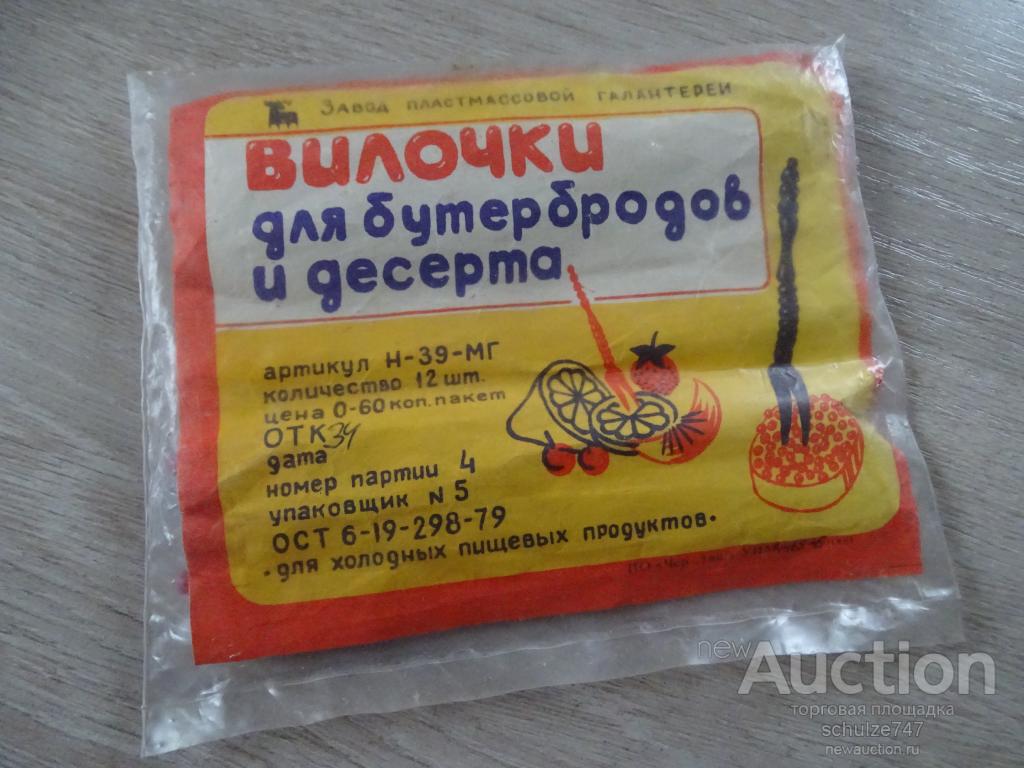 Завод пластмассовой галантереи
Вилочки
для бутербродов
и десерта
артикул Н-39-МГ
количество 12 шт.
цена 0-60 коп. пакет
ОТК 34
дата
номер партии 4
упаковщик N 5
ОСТ 6-19-298-79
• для холодных пищевых продуктов •
newAuction
торговая площадка
schulze747
newauction.ru